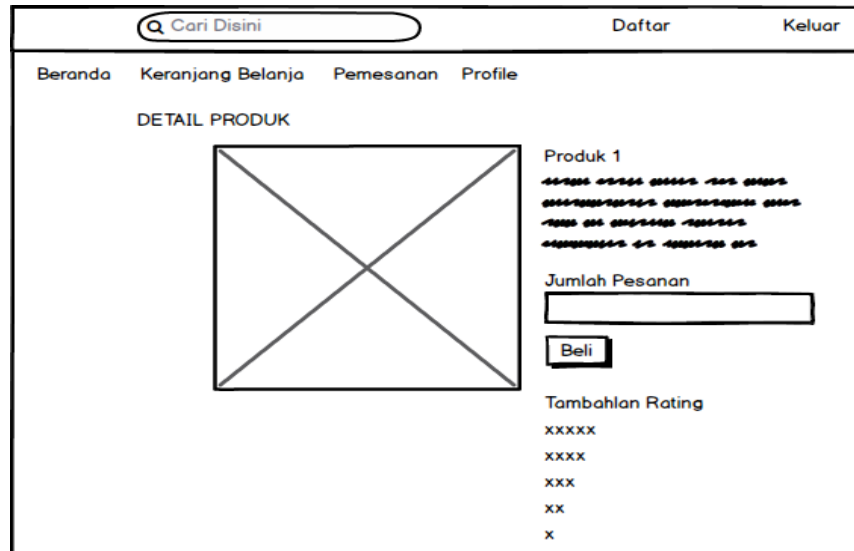 Cari Disini Daftar Keluar
Beranda Keranjang Belanja Pemesanan Profile
DETAIL PRODUK
Produk 1
Jumlah Pesanan
Beli
Tambahlan Rating
xxxxx
xxxx
xxx
xx
x